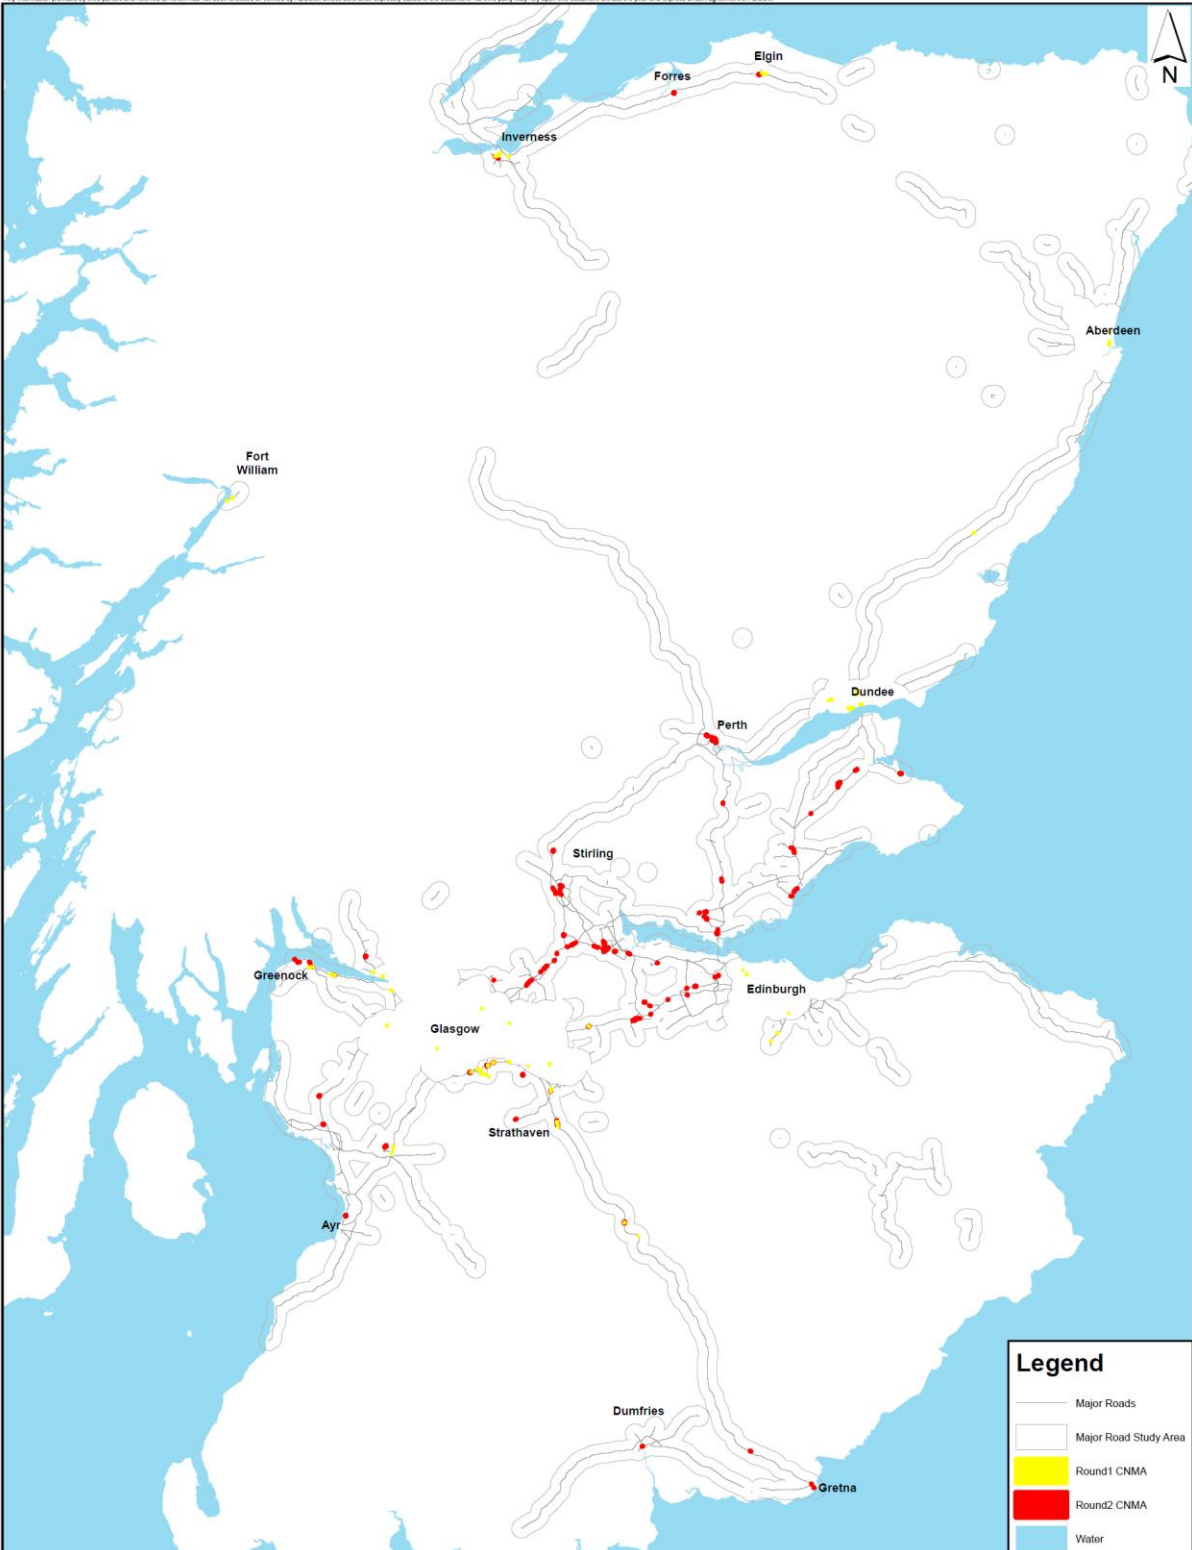 N
Elgin
Forres
Inverness
Aberdeen
Fort
William
Dundee
Perth
Stirling
Greenock
Edinburgh
Glasgow
Strathaven
Ayr
Dumfries
Gretna
Legend
Major Roads
Major Road Study Area
Round1 CNMA
Round2 CNMA
Water